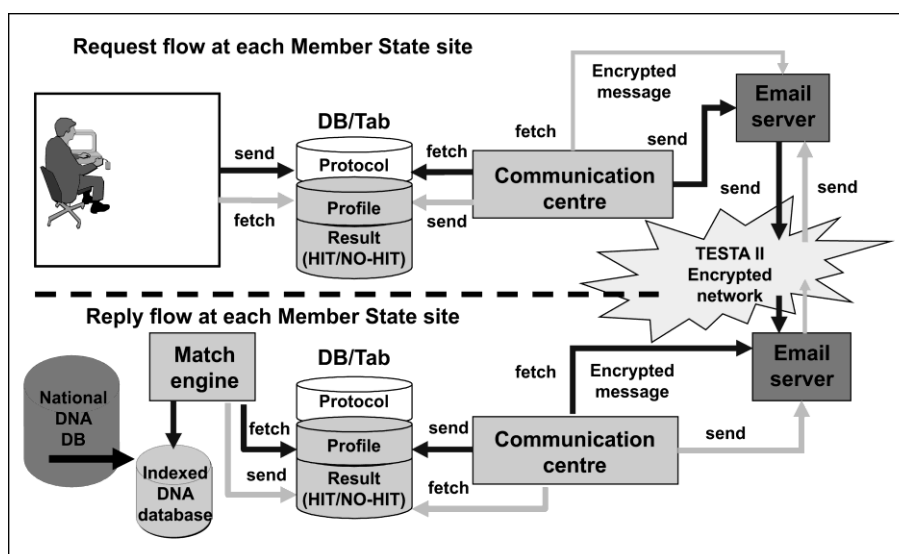 Request flow at each Member State site
Encrypted
message
Email
server
DB/Tab
fetch
send
Protocol
fetch
send
Communication
centre
send
send
fetch
Profile
send
Result
(HIT/NO-HIT)
TESTA II
Encrypted
network
Reply flow at each Member State site
Match
engine
DB/Tab
fetch
Encrypted
message
Email
server
National
DNA
DB
Protocol
fetch
Profile
send
Communication
centre
send
Indexed
DNA
database
send
Result
(HIT/NO-HIT)
fetch